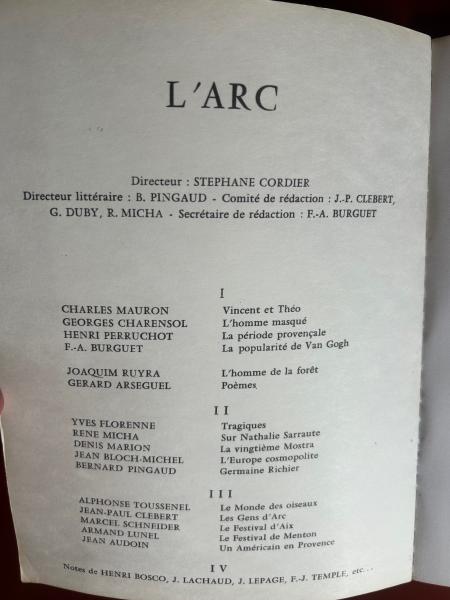 L'ARC
Directeur : STEPHANE CORDIER
Directeur littéraire : B. PINGAUD - Comité de rédaction : J.-P. CLEBERT,
G. DUBY, R. MICHA - Secrétaire de rédaction : F.-A. BURGUET
I
CHARLES MAURON Vincent et Théo
GEORGES CHARENSOL L'homme masqué
HENRI PERRUCHOT La période provençale
F.-A. BURGUET La popularité de Van Gogh
JOAQUIM RUYRA L'homme de la forêt
GERARD ARSEGUEL Poèmes
II
YVES FLORENNE Tragiques
RENE MICHA Sur Nathalie Sarraute
DENIS MARION La vingtième Mostra
JEAN BLOCH-MICHEL L'Europe cosmopolite
BERNARD PINGAUD Germaine Richier
III
ALPHONSE TOUSSENEL Le Monde des oiseaux
JEAN-PAUL CLEBERT Les Gens d'Arc
MARCEL SCHNEIDER Le Festival d'Aix
ARMAND LUNEL Le Festival de Menton
JEAN AUDOIN Un Américain en Provence
IV
Notes de HENRI BOSCO, J. LACHAUD, J. LEPAGE, F.-J. TEMPLE, etc...